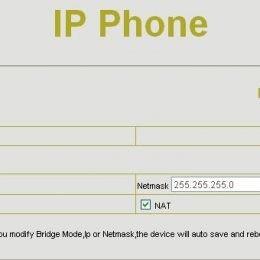 IP Phone
Netmask 255.255.255.0
NAT
ou modify Bridge Mode,Ip or Netmask,the device will auto save and rebo